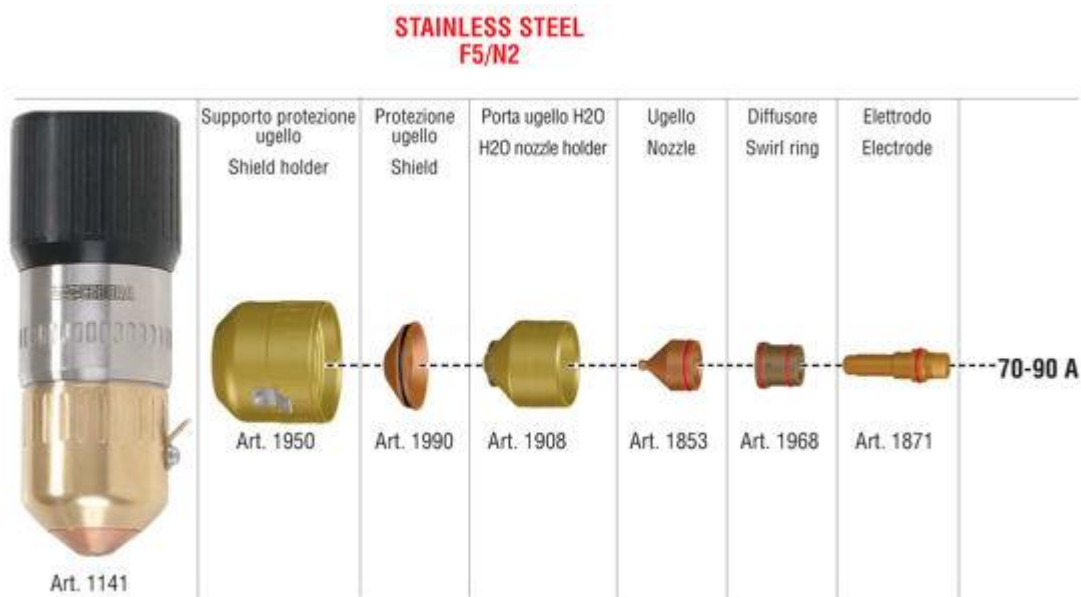 STAINLESS STEEL
F5/N2
Supporto protezione
ugello
Shield holder
Protezione
ugello
Shield
Porta ugello H2O
H2O nozzle holder
Ugello
Nozzle
Diffusore
Swirl ring
Elettrodo
Electrode
70-90 A
Art. 1950
Art. 1990
Art. 1908
Art. 1853
Art. 1968
Art. 1871
Art. 1141